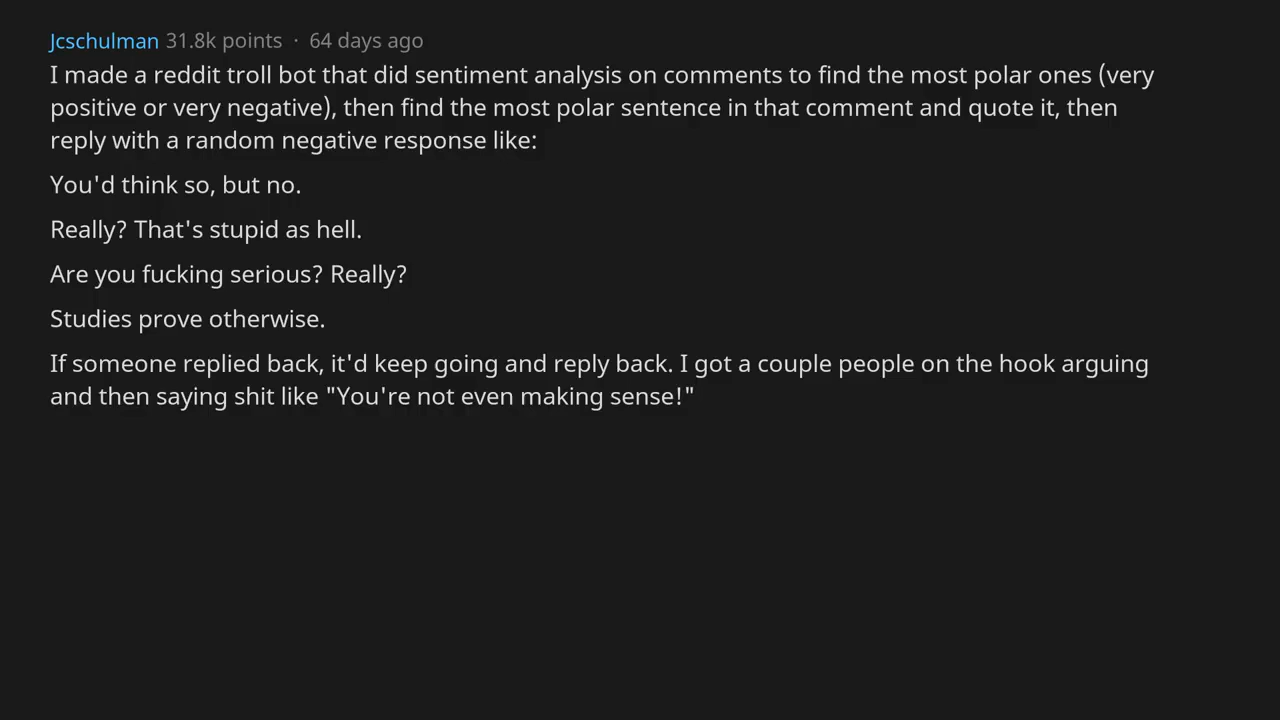 Jcschulman 31.8k points · 64 days ago
I made a reddit troll bot that did sentiment analysis on comments to find the most polar ones (very
positive or very negative), then find the most polar sentence in that comment and quote it, then
reply with a random negative response like:
You'd think so, but no.
Really? That's stupid as hell.
Are you fucking serious? Really?
Studies prove otherwise.
If someone replied back, it'd keep going and reply back. I got a couple people on the hook arguing
and then saying shit like "You're not even making sense!"